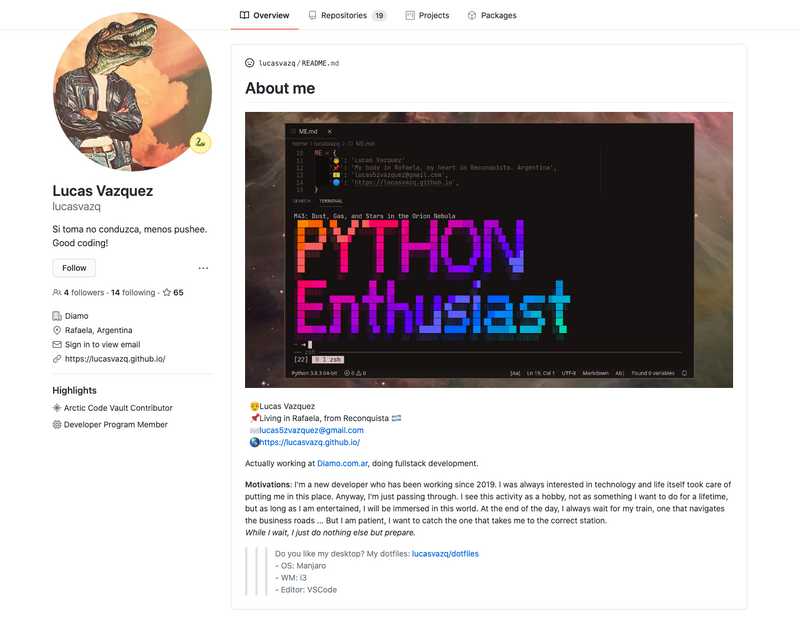 Overview
Repositories 19
Projects
Packages
Lucas Vazquez
lucasvazq
Si toma no conduzca, menos pushee.
Good coding!
Follow
4 followers · 14 following · 65
Diamo
Rafaela, Argentina
Sign in to view email
https://lucasvazq.github.io/
Highlights
Arctic Code Vault Contributor
Developer Program Member
lucasvazq/README.md
About me
ME.md
home > lucasvazq > ME.md
10 ME = {
11 '': 'Lucas Vazquez'
12 '': 'My body in Rafaela, my heart in Reconquista. Argentina',
13 '': 'lucas5zvazquez@gmail.com',
14 '': 'https://lucasvazq.github.io',
15 }
SEARCH TERMINAL
M43: Dust, Gas, and Stars in the Orion Nebula
PYTHON
Enthusiast
~ ➜
zsh
[22] 0 1 zsh
Python 3.8.3 64-bit 0 0 [Aa] Ln 19, Col 1 UTF-8 Markdown Ab| Found 0 variables
Lucas Vazquez
Living in Rafaela, from Reconquista
lucas5zvazquez@gmail.com
https://lucasvazq.github.io/
Actually working at Diamo.com.ar, doing fullstack development.
Motivations: I'm a new developer who has been working since 2019. I was always interested in technology and life itself took care of
putting me in this place. Anyway, I'm just passing through. I see this activity as a hobby, not as something I want to do for a lifetime,
but as long as I am entertained, I will be immersed in this world. At the end of the day, I always wait for my train, one that navigates
the business roads ... But I am patient, I want to catch the one that takes me to the correct station.
While I wait, I just do nothing else but prepare.
Do you like my desktop? My dotfiles: lucasvazq/dotfiles
- OS: Manjaro
- WM: i3
- Editor: VSCode